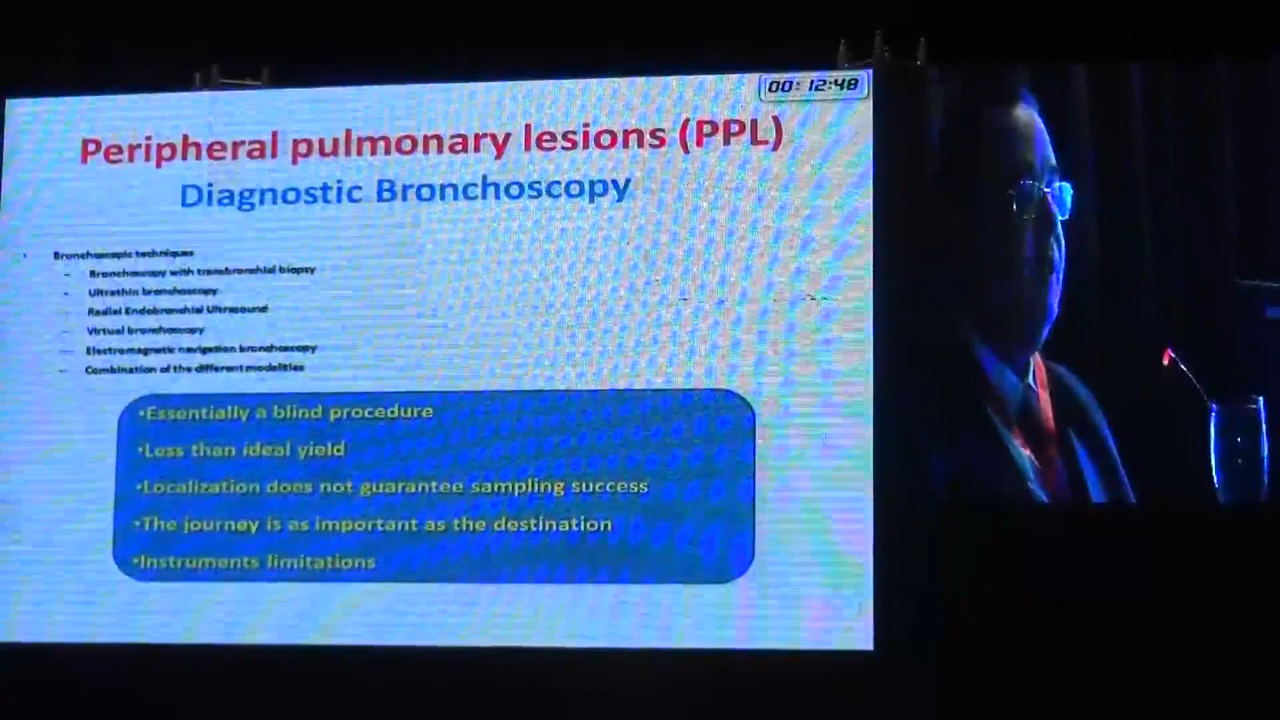 00:12:48
Peripheral pulmonary lesions (PPL)
Diagnostic Bronchoscopy
• Bronchoscopic techniques
– Bronchoscopy with transbronchial biopsy
– Ultrathin bronchoscopy
– Radial Endobronchial Ultrasound
– Virtual bronchoscopy
– Electromagnetic navigation bronchoscopy
– Combination of the different modalities
•Essentially a blind procedure
•Less than ideal yield
•Localization does not guarantee sampling success
•The journey is as important as the destination
•Instruments limitations